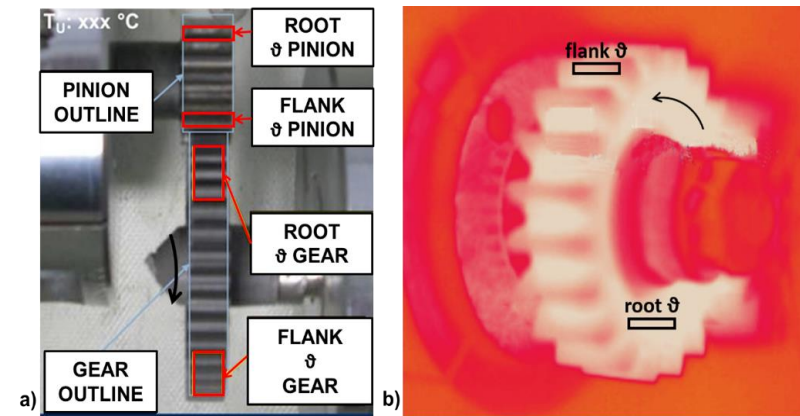 T_U: xxx °C
ROOT
ϑ PINION
PINION
OUTLINE
FLANK
ϑ PINION
ROOT
ϑ GEAR
GEAR
OUTLINE
FLANK
ϑ
GEAR
a)
flank ϑ
root ϑ
b)